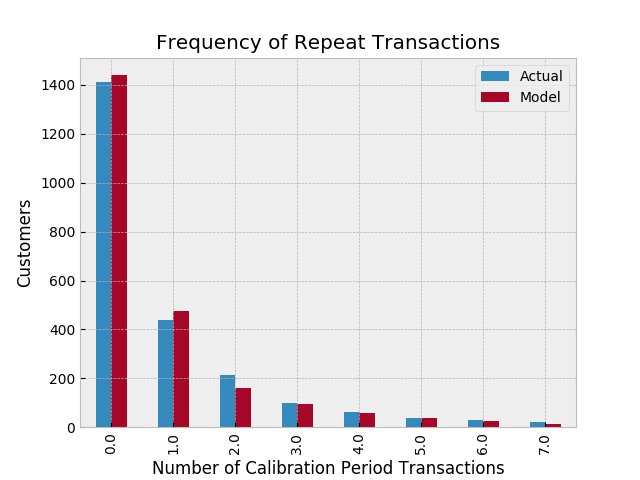 Frequency of Repeat Transactions
Actual
Model
Customers
1400
1200
1000
800
600
400
200
0
0.0 1.0 2.0 3.0 4.0 5.0 6.0 7.0
Number of Calibration Period Transactions